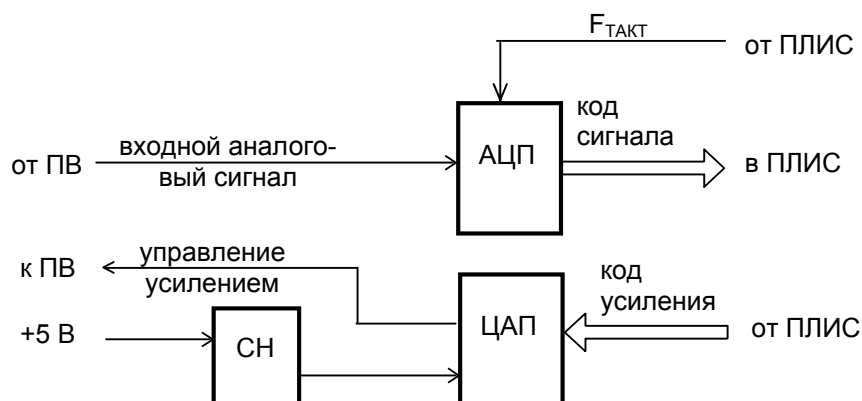 F ТАКТ
от ПЛИС
код
сигнала
входной аналого-
от ПВ
АЦП
в ПЛИС
вый сигнал
к ПВ
управление
усилением
код
усиления
+5 В
СН
ЦАП
от ПЛИС